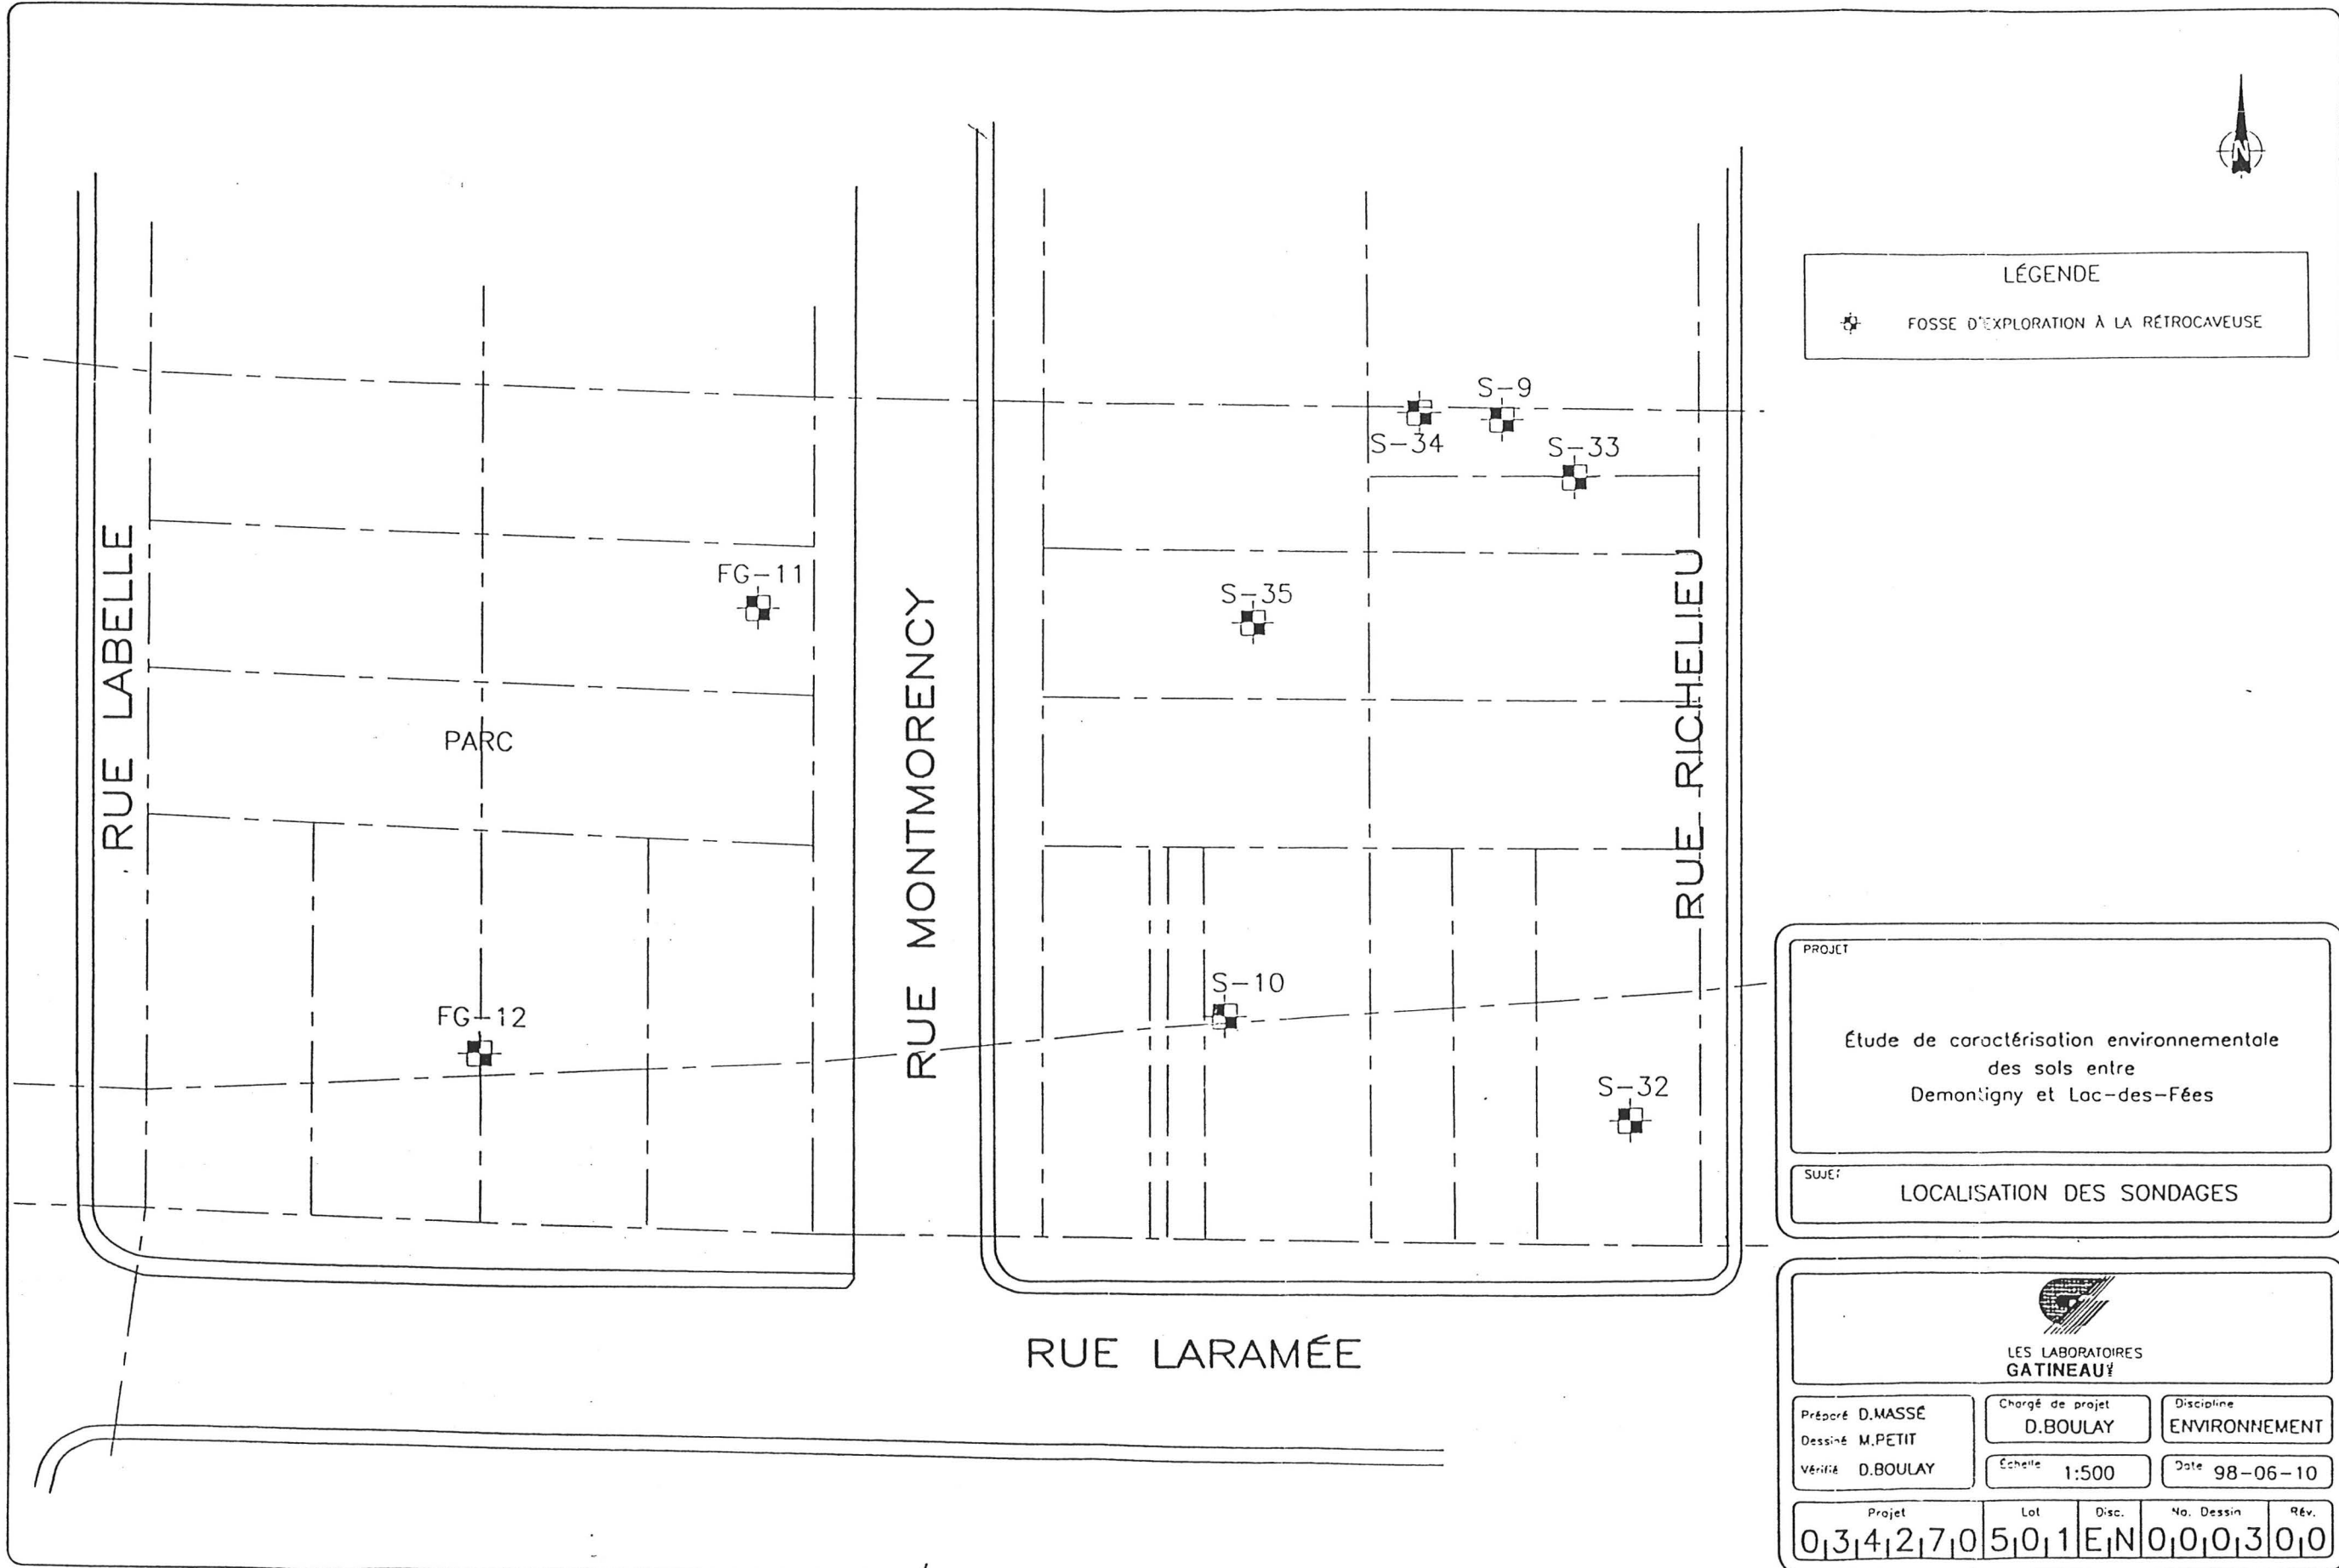 N
LÉGENDE
FOSSE D'EXPLORATION À LA RÉTROCAVEUSE
S-9
S-34
S-33
FG-11
S-35
RUE LABELLE
RUE MONTMORENCY
RUE RICHELIEU
PARC
S-10
FG-12
S-32
RUE LARAMÉE
PROJET
Étude de caractérisation environnementale
des sols entre
Demontigny et Lac-des-Fées
SUJET
LOCALISATION DES SONDAGES
LES LABORATOIRES
GATINEAU
Préparé D.MASSÉ
Dessiné M.PETIT
Vérifié D.BOULAY
Chargé de projet
D.BOULAY
Discipline
ENVIRONNEMENT
Échelle 1:500
Date 98-06-10
Projet Lot Disc. No. Dessin Rév.
034270 501 EN 0003 00